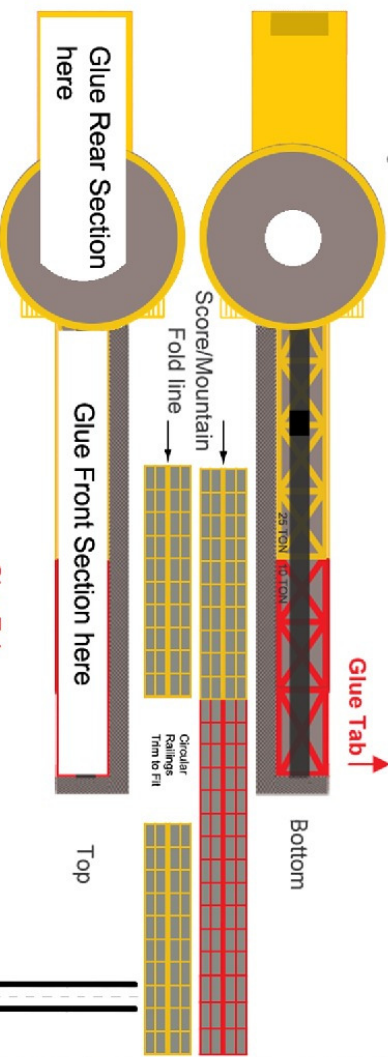 Glue Rear Section
here
Score/Mountain
Fold line
Glue Front Section here
25 TON
10 TON
Glue Tab
Circular
Railings
Trim to Fit
Bottom
Top